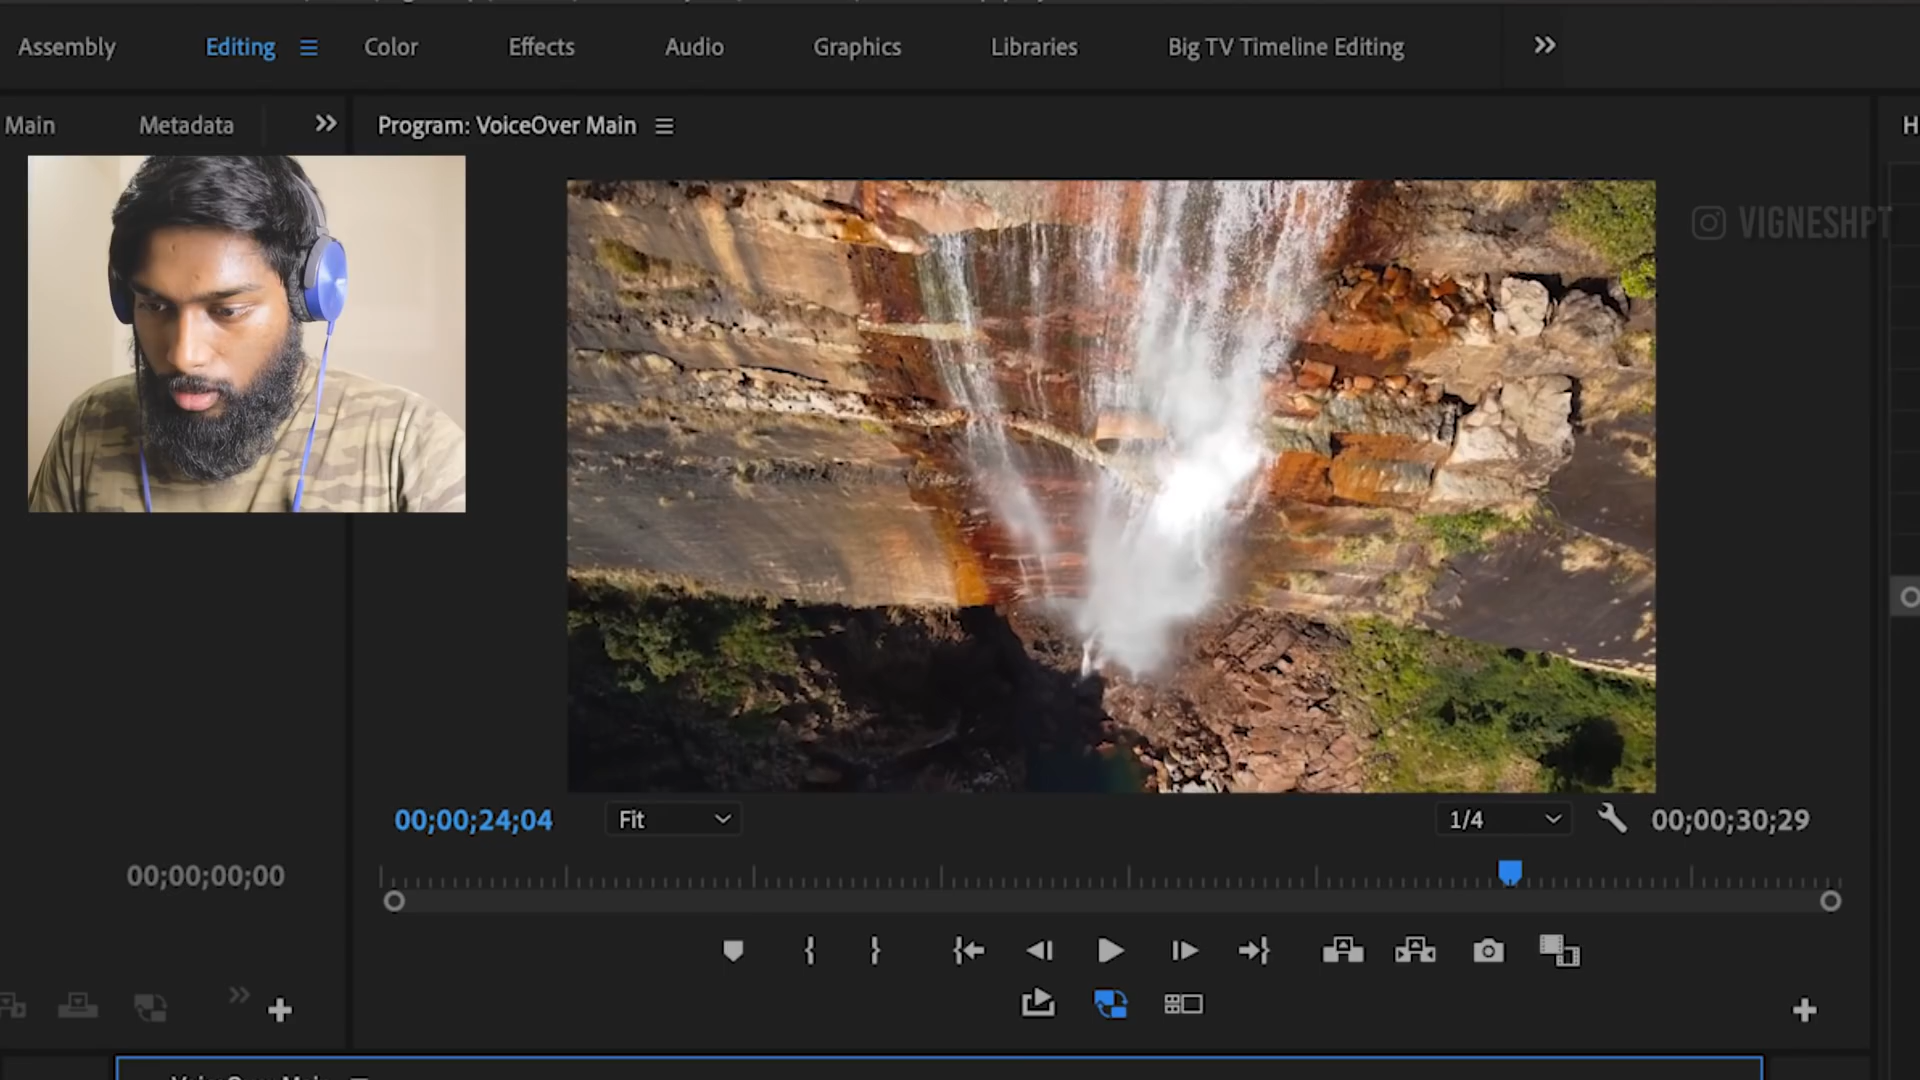 Assembly Editing Color Effects Audio Graphics Libraries Big TV Timeline Editing
Main Metadata Program: VoiceOver Main H
VIGNESHPT
00;00;24;04 Fit 1/4 00;00;30;29
00;00;00;00